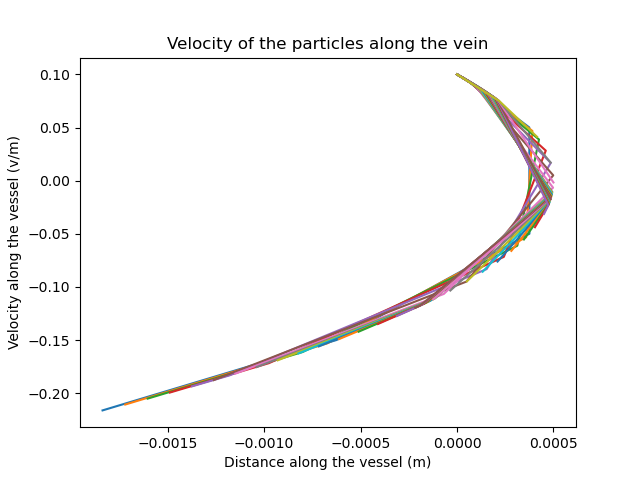 Velocity of the particles along the vein
0.10
0.05
0.00
−0.05
−0.10
−0.15
−0.20
Velocity along the vessel (v/m)
−0.0015 −0.0010 −0.0005 0.0000 0.0005
Distance along the vessel (m)